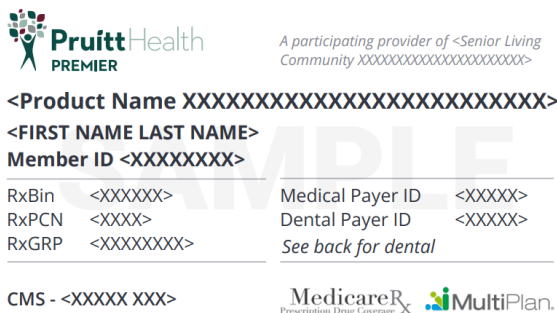 PruittHealth
PREMIER
A participating provider of <Senior Living
Community XXXXXXXXXXXXXXXXXXXXXX>
<Product Name XXXXXXXXXXXXXXXXXXXXXXXXX>
<FIRST NAME LAST NAME>
Member ID <XXXXXXXX>
SAMPLE
RxBin <XXXXXX>
RxPCN <XXXX>
RxGRP <XXXXXXXX>
Medical Payer ID <XXXXX>
Dental Payer ID <XXXXX>
See back for dental
CMS - <XXXXX XXX>
MedicareRx
Prescription Drug Coverage
MultiPlan.